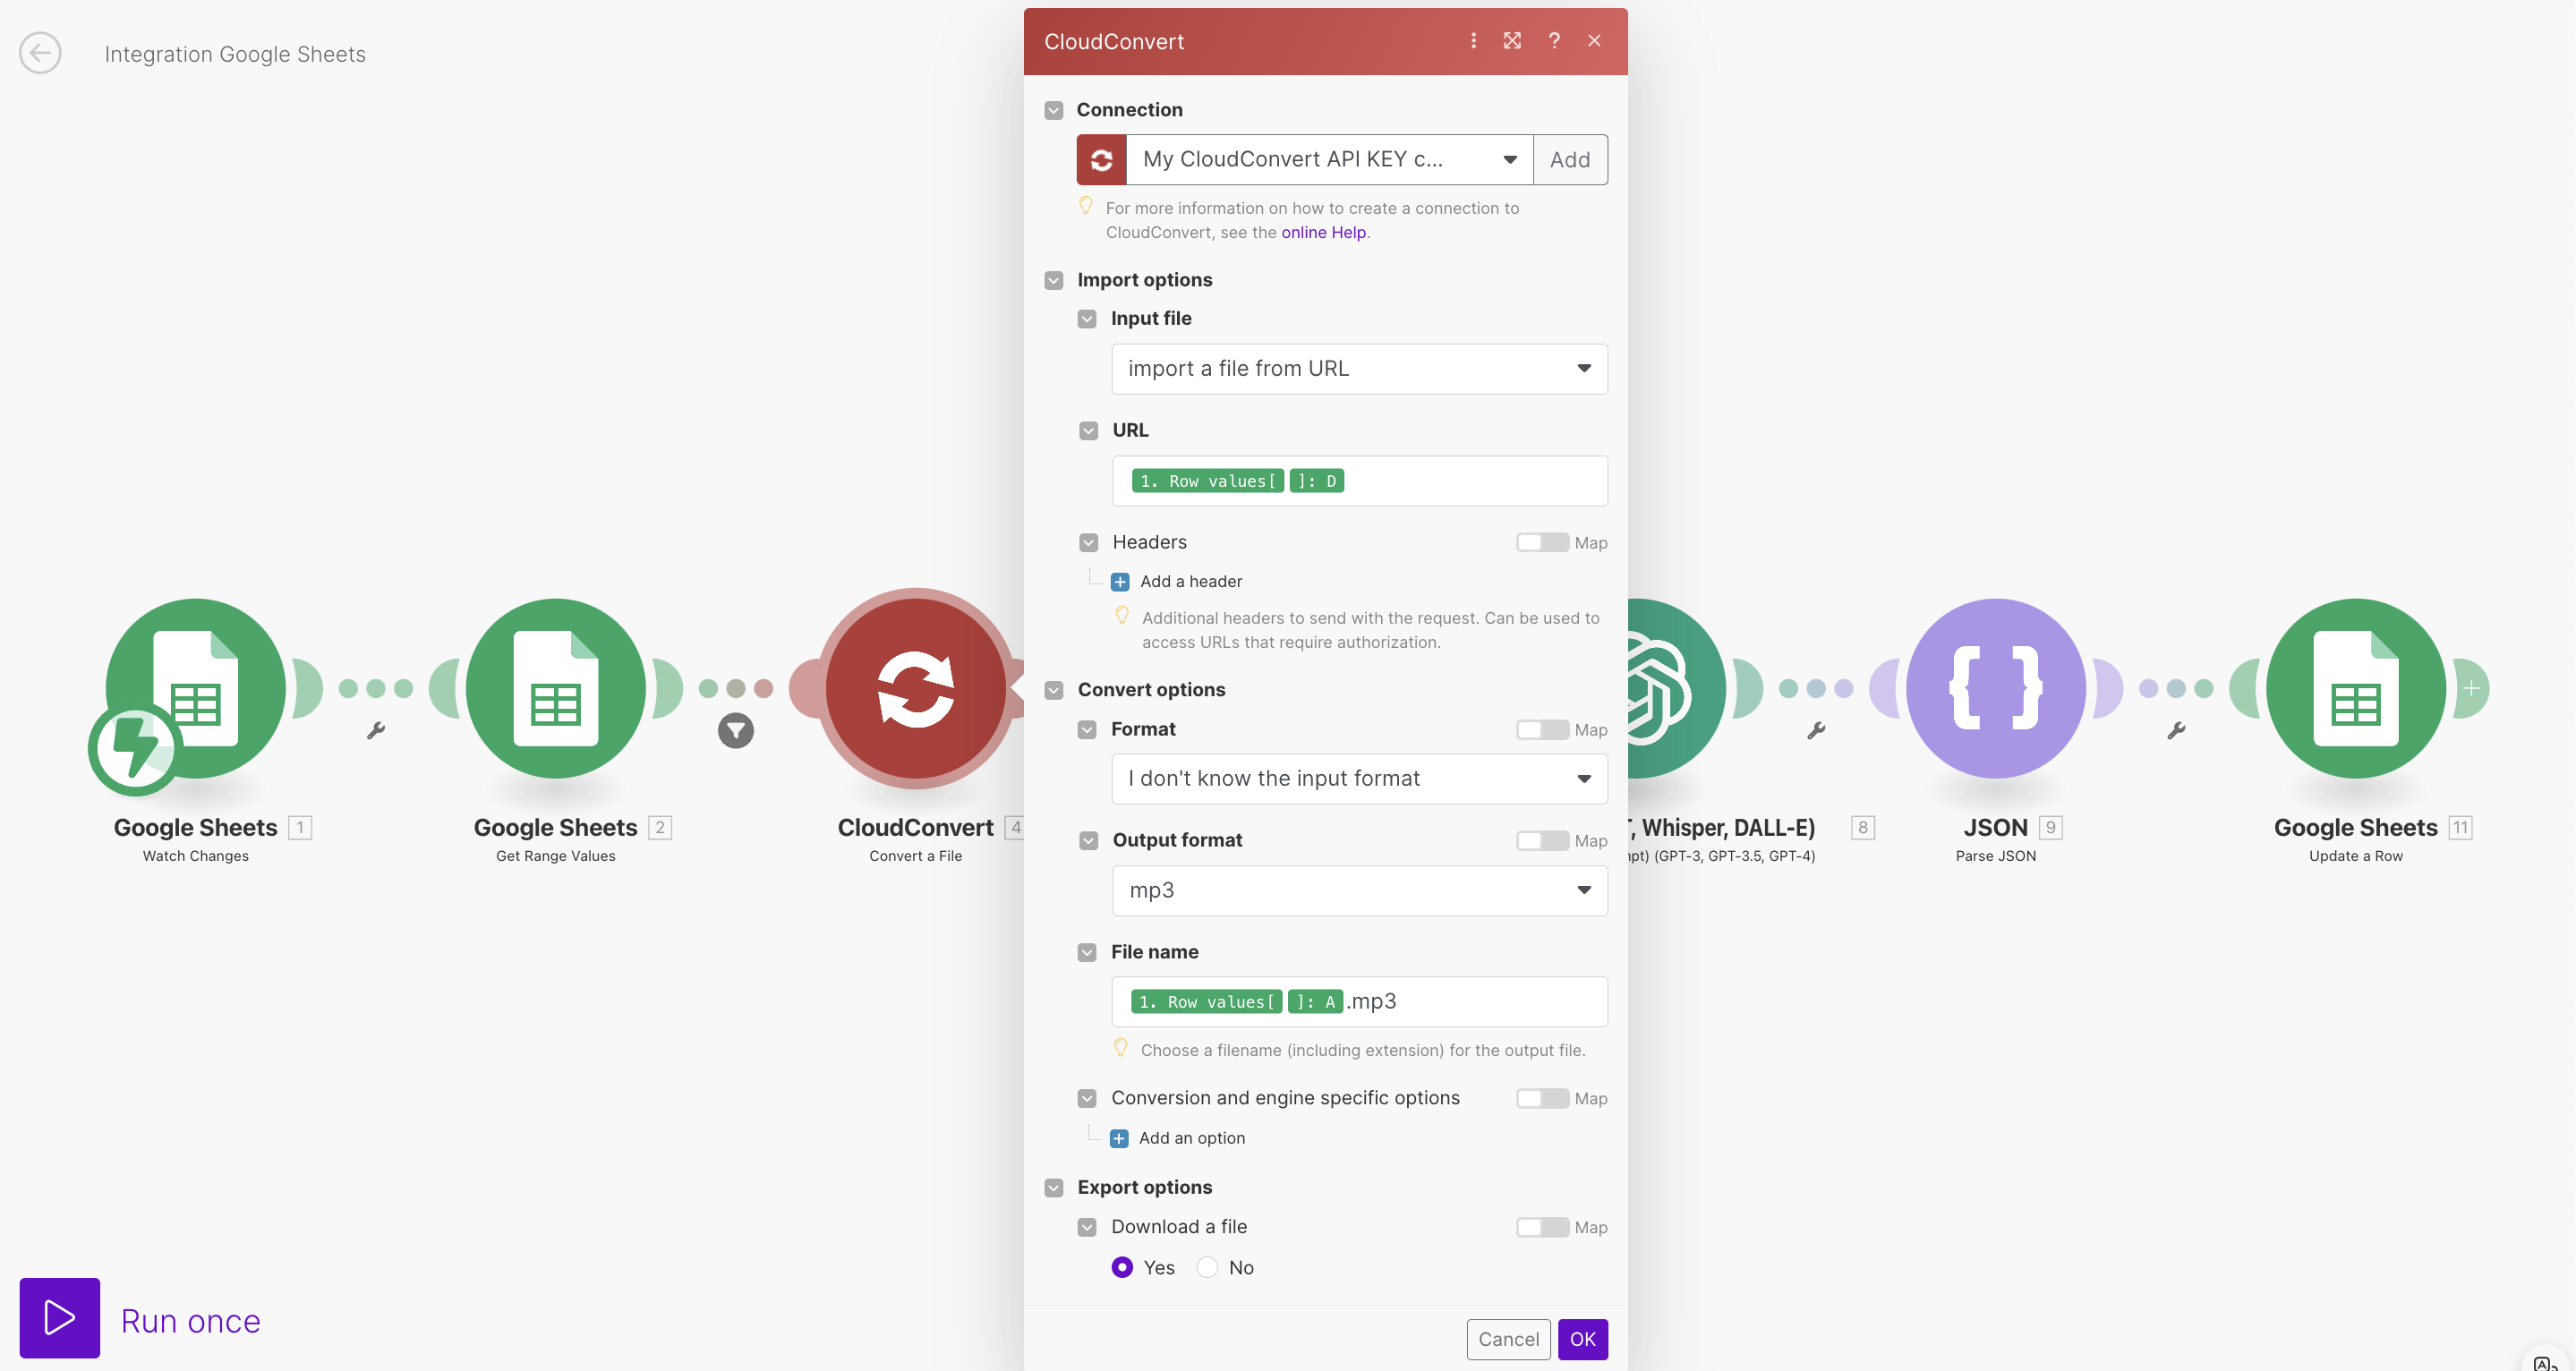 Integration Google Sheets
CloudConvert
?
Connection
My CloudConvert API KEY c...
Add
For more information on how to create a connection to
CloudConvert, see the online Help.
Import options
Input file
import a file from URL
URL
1. Row values[ ]: D
Headers
Map
Add a header
Additional headers to send with the request. Can be used to
access URLs that require authorization.
Convert options
Format
Map
I don't know the input format
Output format
Map
mp3
File name
1. Row values[ ]: A .mp3
Choose a filename (including extension) for the output file.
Conversion and engine specific options
Map
Add an option
Export options
Download a file
Map
Yes
No
Cancel
OK
Google Sheets 1
Watch Changes
Google Sheets 2
Get Range Values
CloudConvert 4
Convert a File
, Whisper, DALL-E) 8
(GPT-3, GPT-3.5, GPT-4)
JSON 9
Parse JSON
Google Sheets 11
Update a Row
Run once